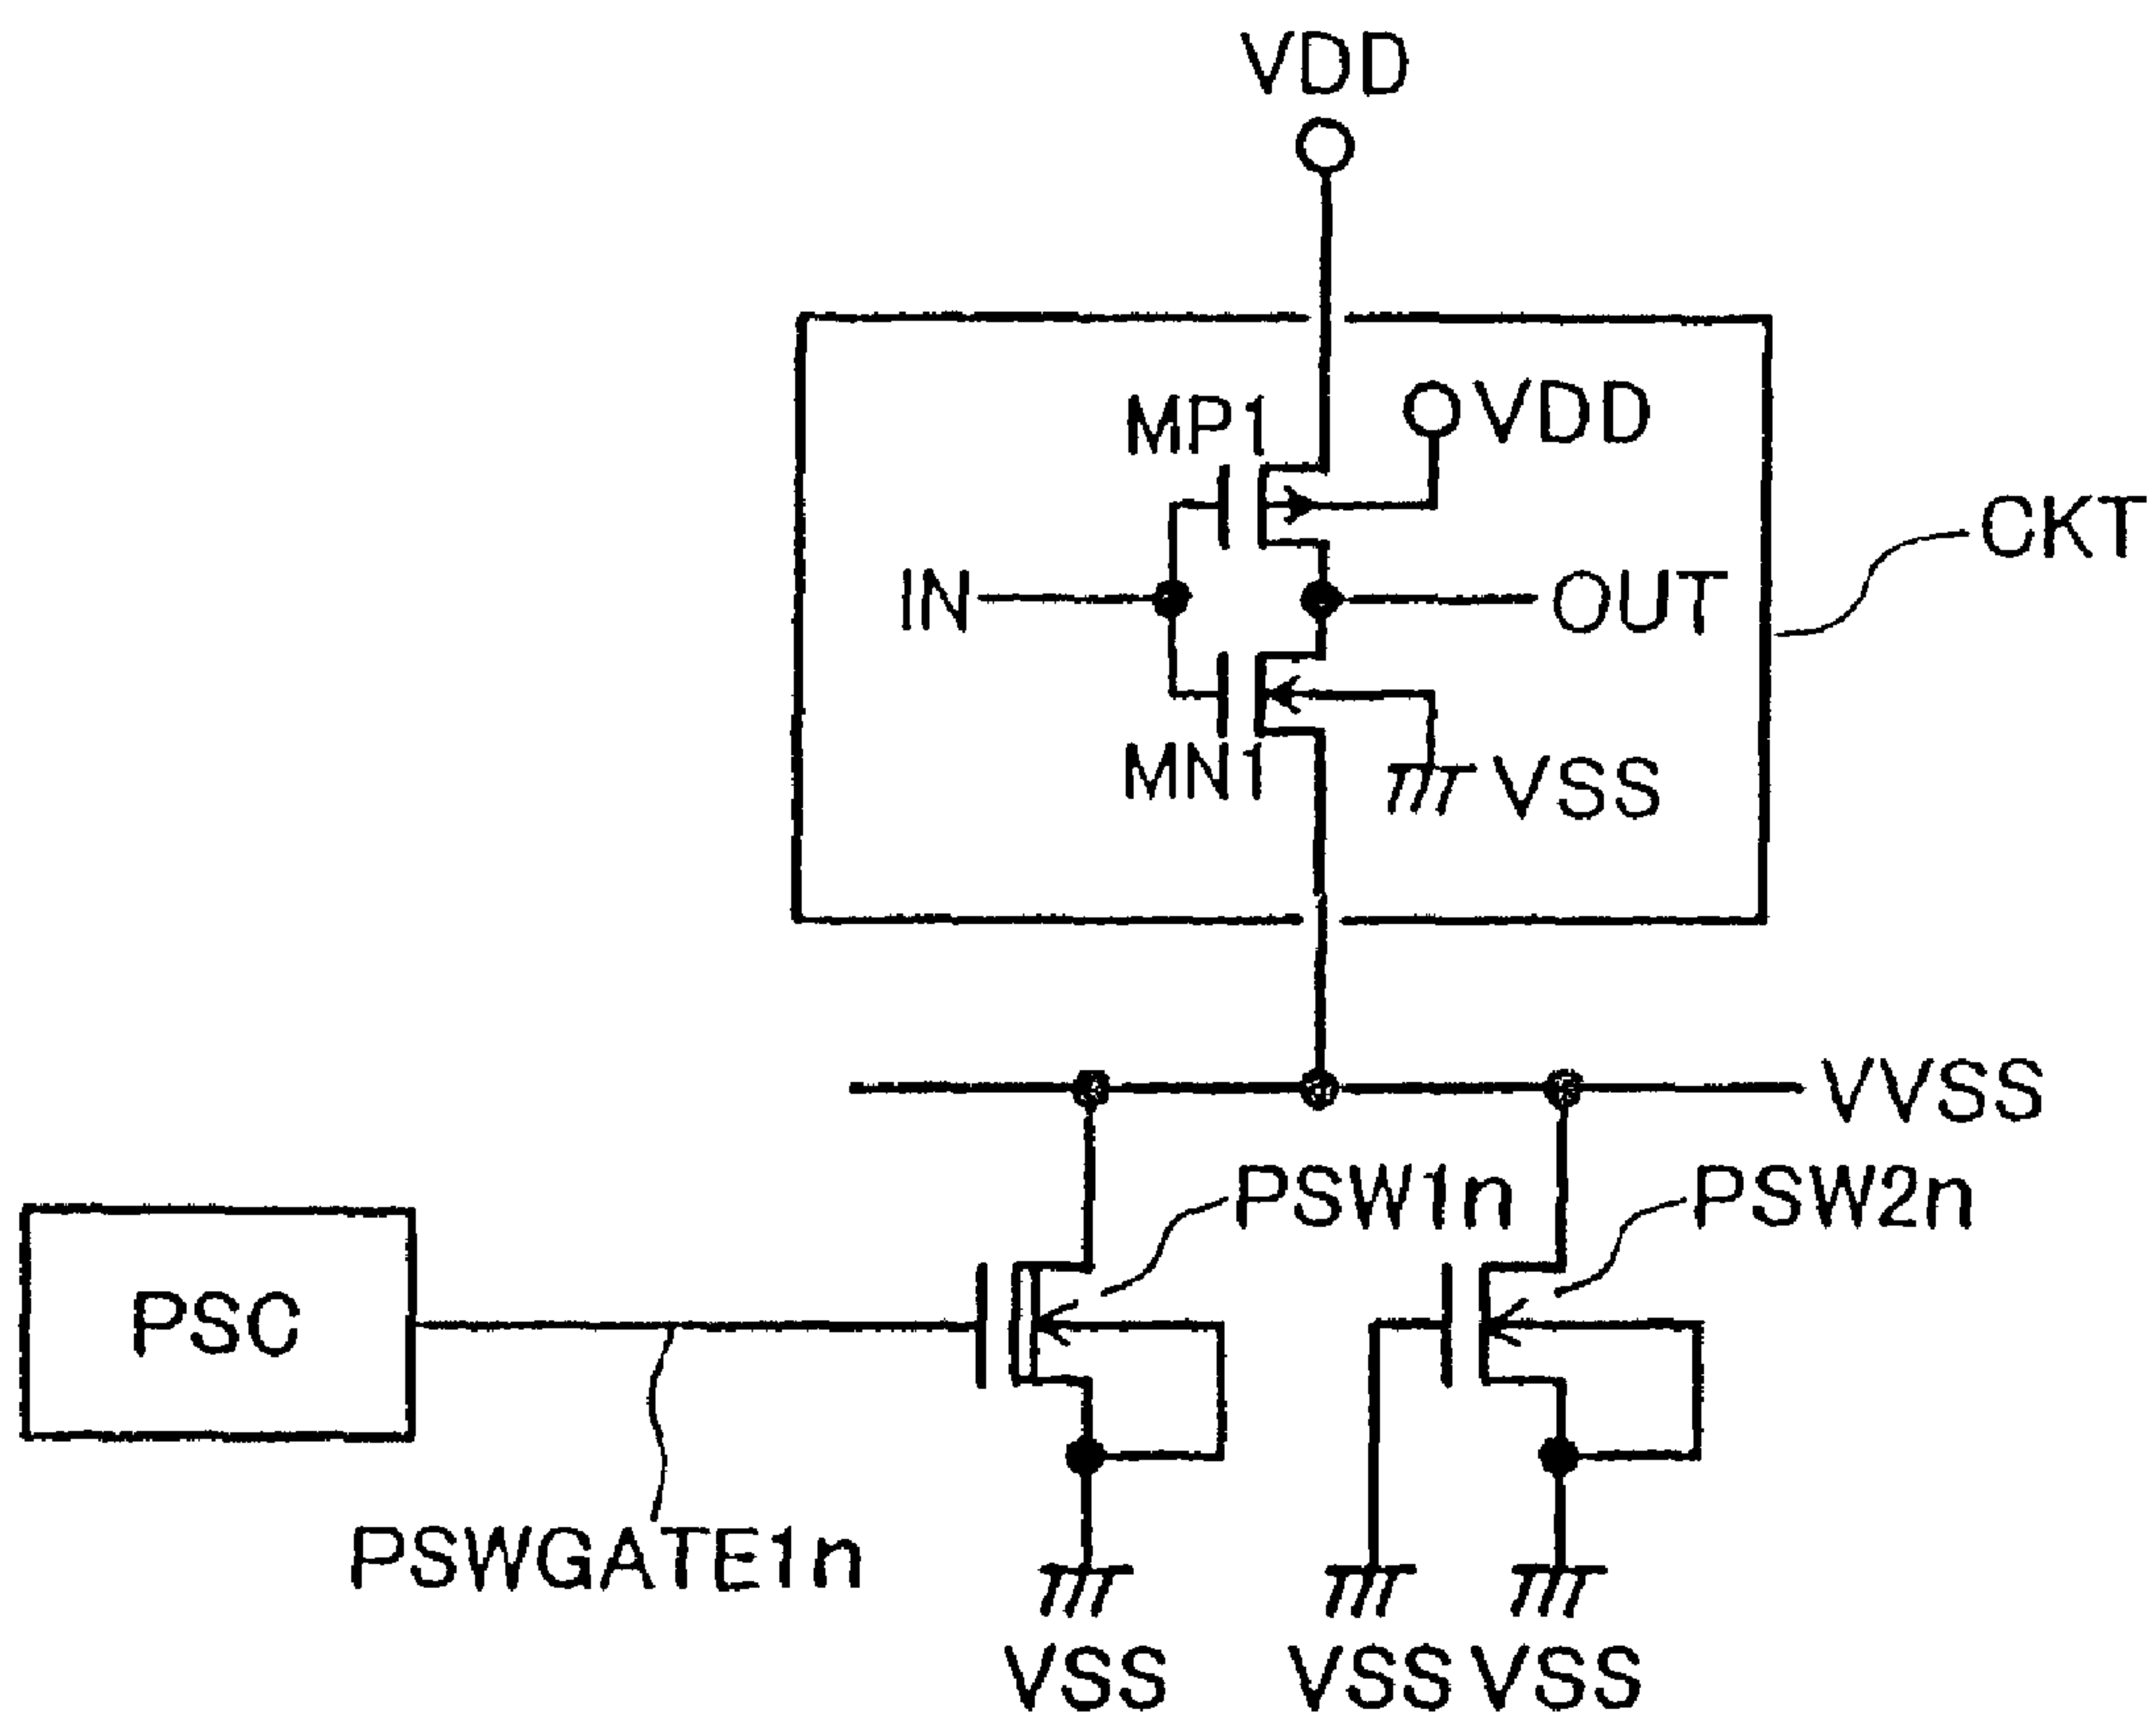 VDD
MP1
VDD
CKT
IN
OUT
MN1
VSS
VVSS
PSW1n
PSW2n
PSC
PSWGATE1n
VSS
VSS
VSS